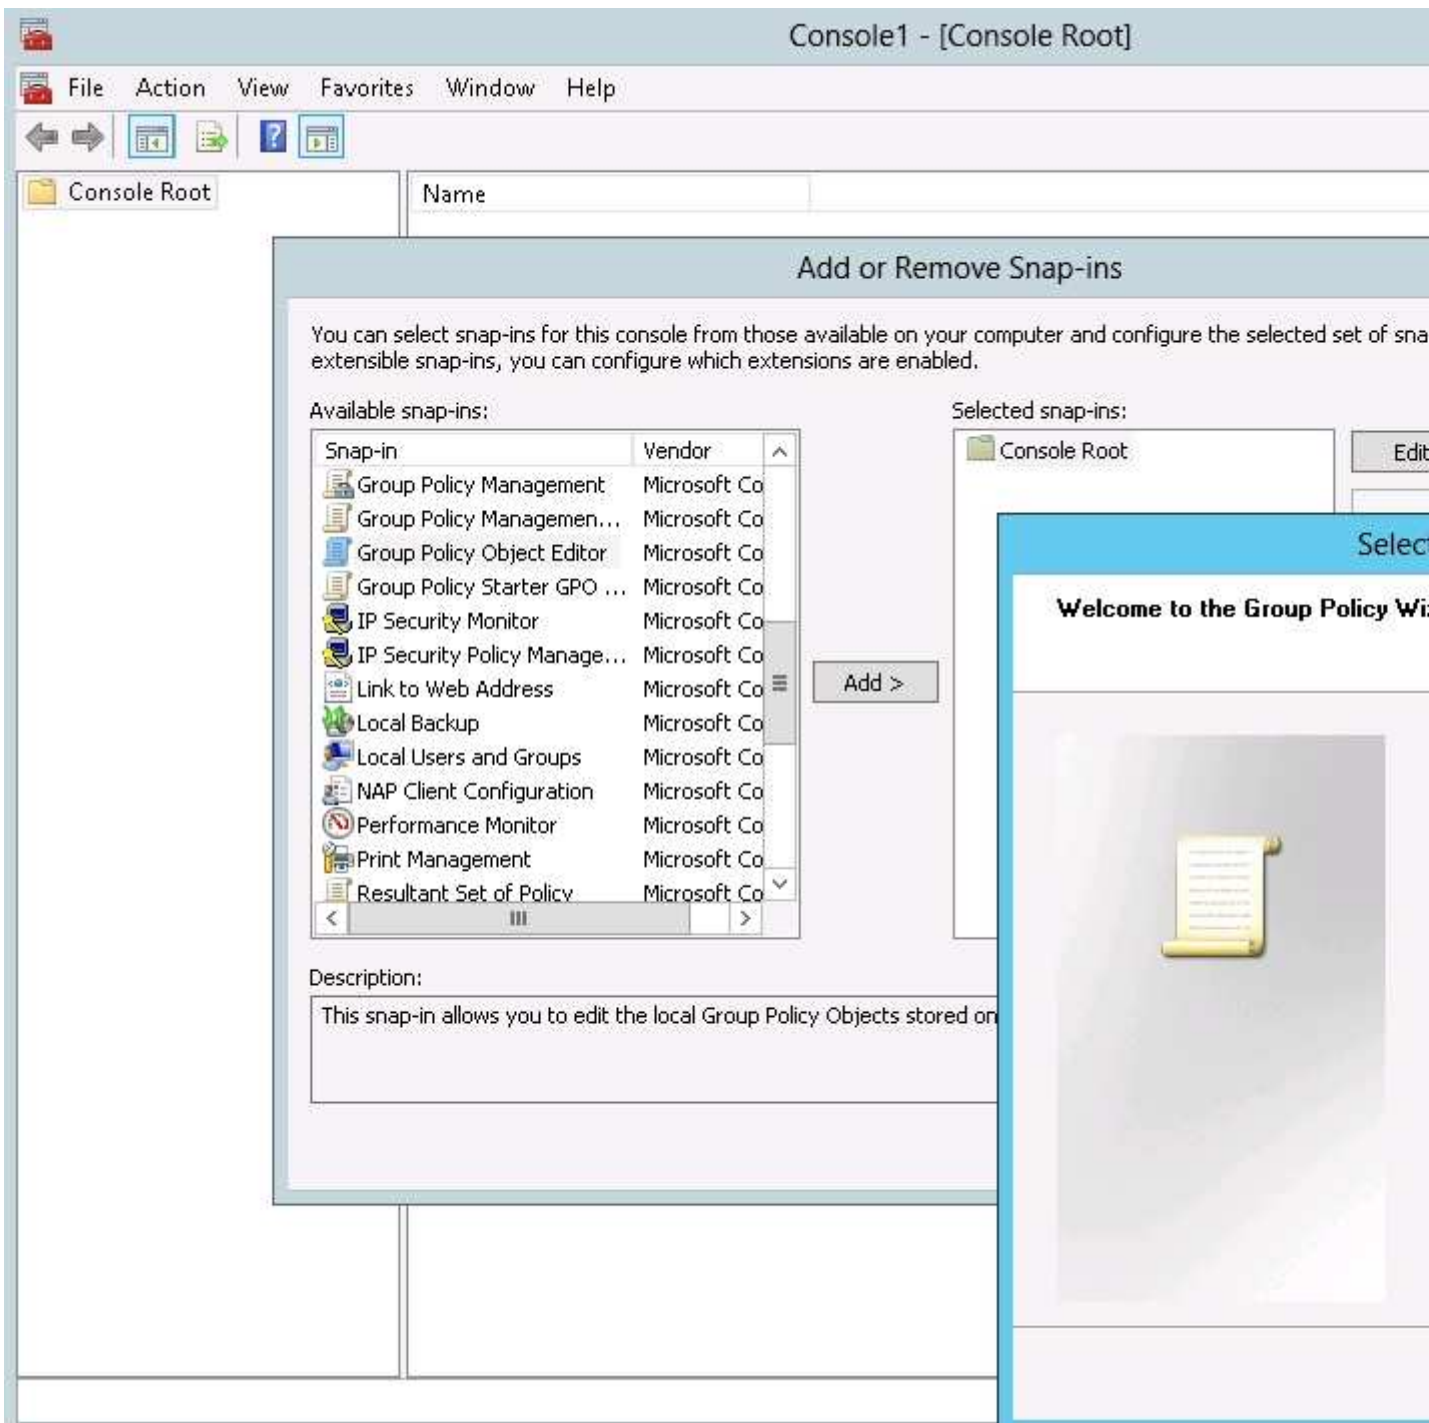 Console1 - [Console Root]
File Action View Favorites Window Help
Console Root
Name
Add or Remove Snap-ins
You can select snap-ins for this console from those available on your computer and configure the selected set of sna
extensible snap-ins, you can configure which extensions are enabled.
Available snap-ins:
Selected snap-ins:
Snap-in Vendor
Group Policy Management Microsoft Co
Group Policy Managemen... Microsoft Co
Group Policy Object Editor Microsoft Co
Group Policy Starter GPO ... Microsoft Co
IP Security Monitor Microsoft Co
IP Security Policy Manage... Microsoft Co
Link to Web Address Microsoft Co
Local Backup Microsoft Co
Local Users and Groups Microsoft Co
NAP Client Configuration Microsoft Co
Performance Monitor Microsoft Co
Print Management Microsoft Co
Resultant Set of Policy Microsoft Co
Add >
Console Root
Edit
Selec
Welcome to the Group Policy Wi
Description:
This snap-in allows you to edit the local Group Policy Objects stored on